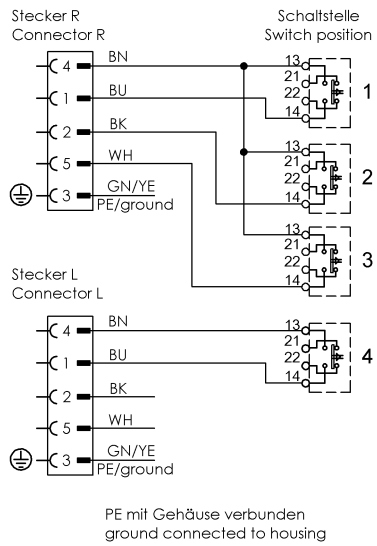 Stecker R
Connector R
Schaltstelle
Switch position
4 BN
1 BU
2 BK
5 WH
3 GN/YE
PE/ground
13
21
22
14
1
13
21
22
14
2
13
21
22
14
3
Stecker L
Connector L
4 BN
1 BU
2 BK
5 WH
3 GN/YE
PE/ground
13
21
22
14
4
PE mit Gehäuse verbunden
ground connected to housing